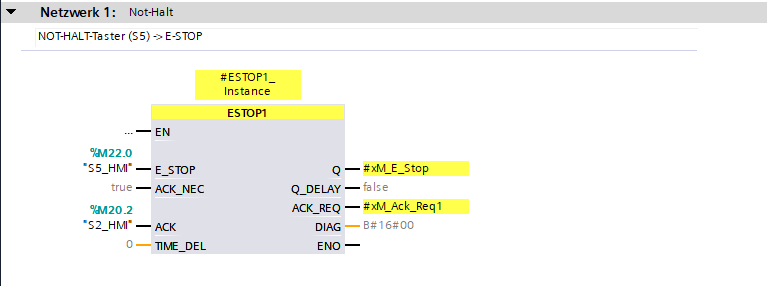 Netzwerk 1: Not-Halt
NOT-HALT-Taster (S5) -> E-STOP
#ESTOP1_
Instance
ESTOP1
... EN
%M22.0
"S5_HMI" E_STOP Q #xM_E_Stop
true ACK_NEC Q_DELAY false
%M20.2 ACK_REQ #xM_Ack_Req1
"S2_HMI" ACK DIAG B#16#00
0 TIME_DEL ENO